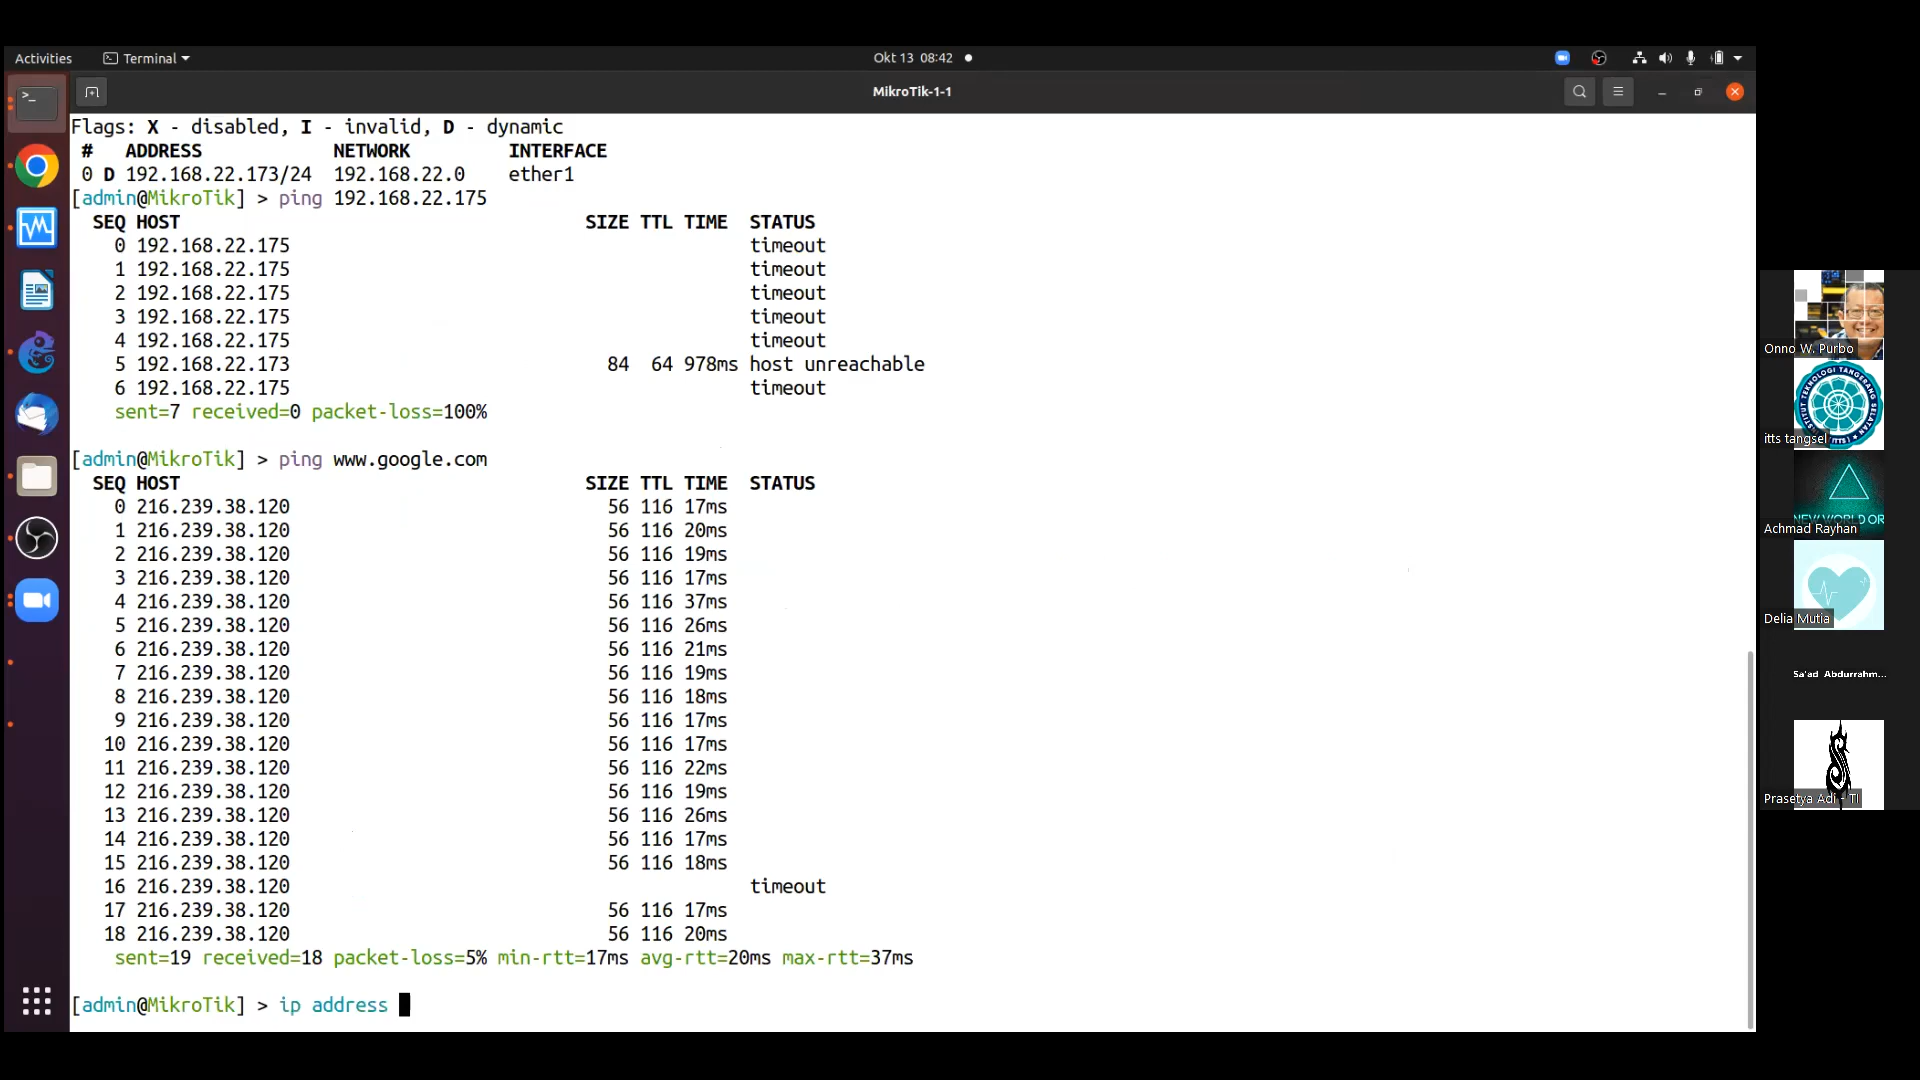 Activities
Terminal
Okt 13 08:42
MikroTik-1-1
Flags: X - disabled, I - invalid, D - dynamic
# ADDRESS NETWORK INTERFACE
0 D 192.168.22.173/24 192.168.22.0 ether1
[admin@MikroTik] > ping 192.168.22.175
SEQ HOST SIZE TTL TIME STATUS
0 192.168.22.175 timeout
1 192.168.22.175 timeout
2 192.168.22.175 timeout
3 192.168.22.175 timeout
4 192.168.22.175 timeout
5 192.168.22.173 84 64 978ms host unreachable
6 192.168.22.175 timeout
sent=7 received=0 packet-loss=100%
[admin@MikroTik] > ping www.google.com
SEQ HOST SIZE TTL TIME STATUS
0 216.239.38.120 56 116 17ms
1 216.239.38.120 56 116 20ms
2 216.239.38.120 56 116 19ms
3 216.239.38.120 56 116 17ms
4 216.239.38.120 56 116 37ms
5 216.239.38.120 56 116 26ms
6 216.239.38.120 56 116 21ms
7 216.239.38.120 56 116 19ms
8 216.239.38.120 56 116 18ms
9 216.239.38.120 56 116 17ms
10 216.239.38.120 56 116 17ms
11 216.239.38.120 56 116 22ms
12 216.239.38.120 56 116 19ms
13 216.239.38.120 56 116 26ms
14 216.239.38.120 56 116 17ms
15 216.239.38.120 56 116 18ms
16 216.239.38.120 timeout
17 216.239.38.120 56 116 17ms
18 216.239.38.120 56 116 20ms
sent=19 received=18 packet-loss=5% min-rtt=17ms avg-rtt=20ms max-rtt=37ms
[admin@MikroTik] > ip address
Onno W. Purbo
INSTITUT TEKNOLOGI TANGERANG SELATAN
(ITTS)
itts tangsel
NEW WORLD OR
Achmad Rayhan
Delia Mutia
Sa'ad Abdurrahm...
Prasetya Adi - TI